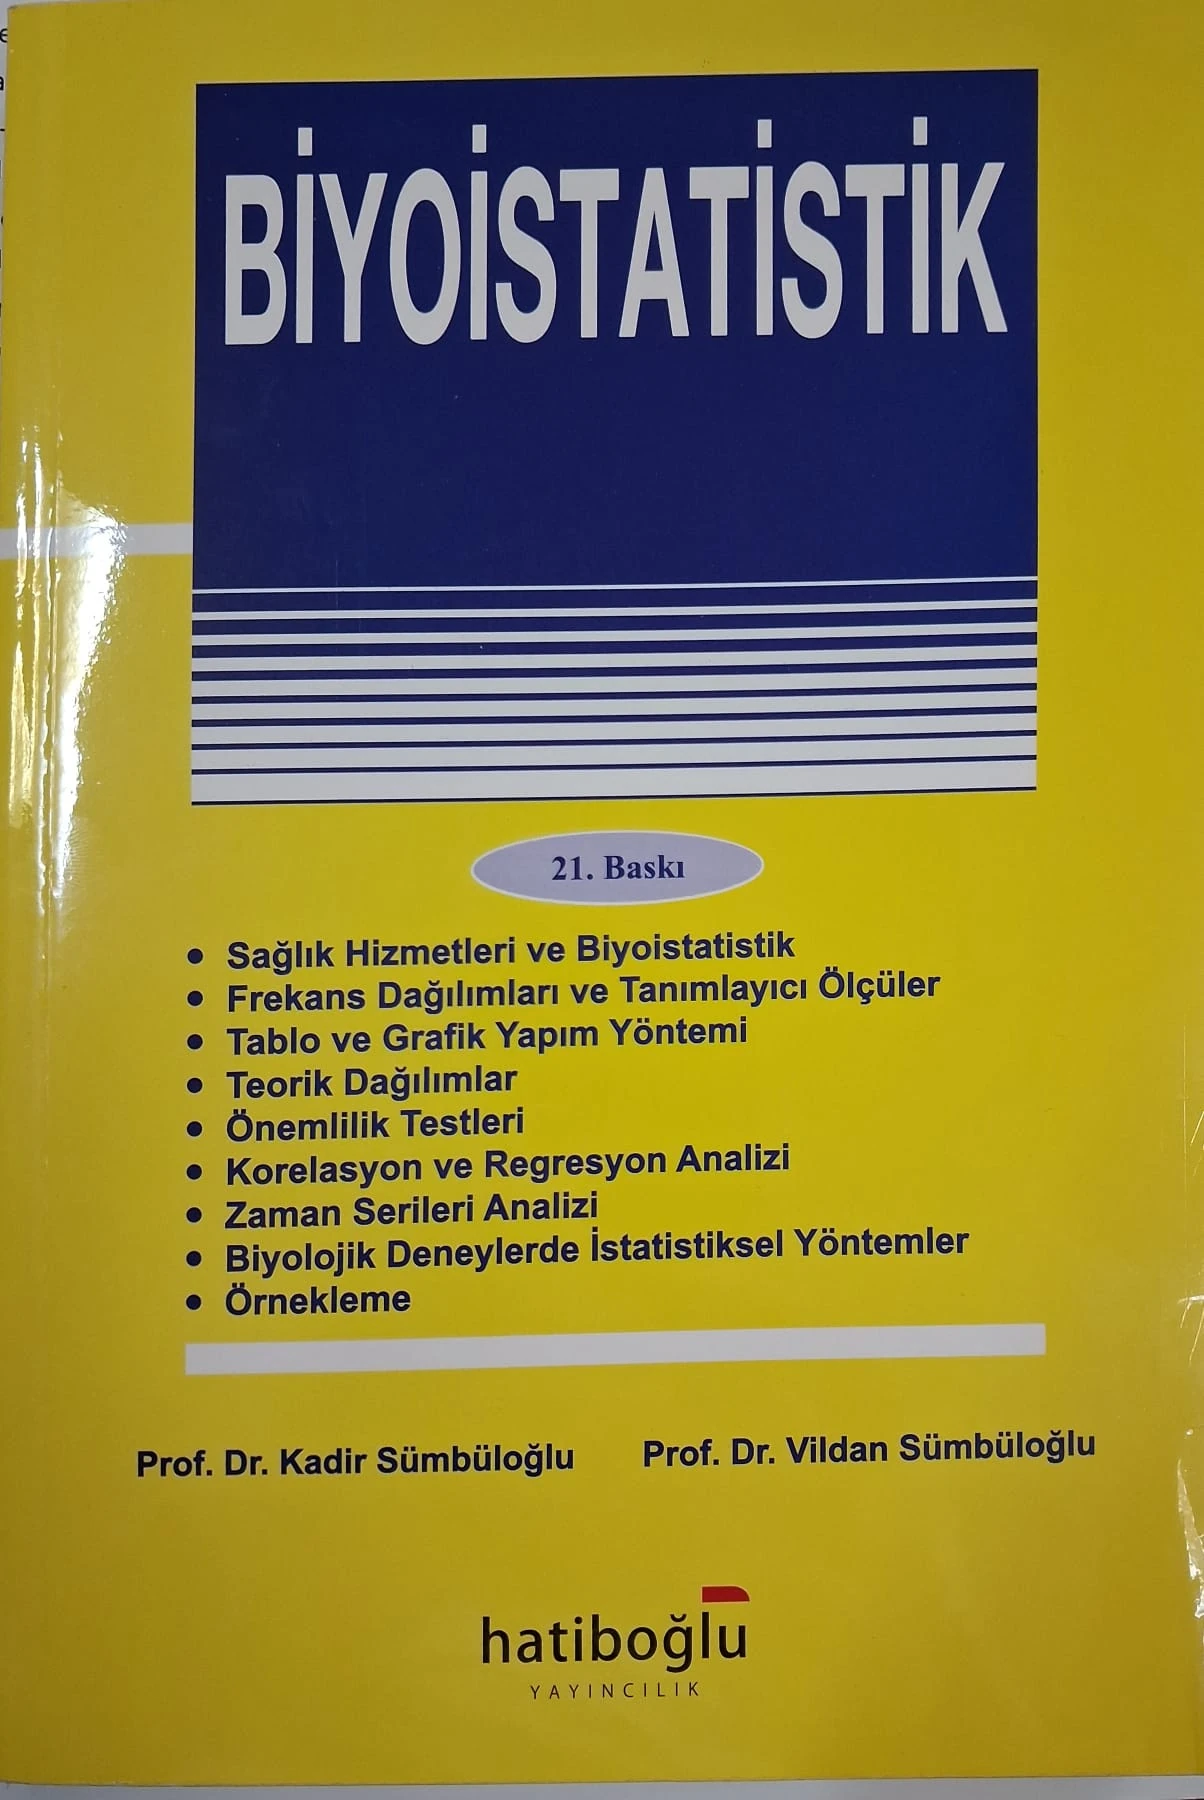 BİYOİSTATİSTİK
21. Baskı
• Sağlık Hizmetleri ve Biyoistatistik
• Frekans Dağılımları ve Tanımlayıcı Ölçüler
• Tablo ve Grafik Yapım Yöntemi
• Teorik Dağılımlar
• Önemlilik Testleri
• Korelasyon ve Regresyon Analizi
• Zaman Serileri Analizi
• Biyolojik Deneylerde İstatistiksel Yöntemler
• Örnekleme
Prof. Dr. Kadir Sümbüloğlu Prof. Dr. Vildan Sümbüloğlu
hatiboğlu
YAYINCILIK